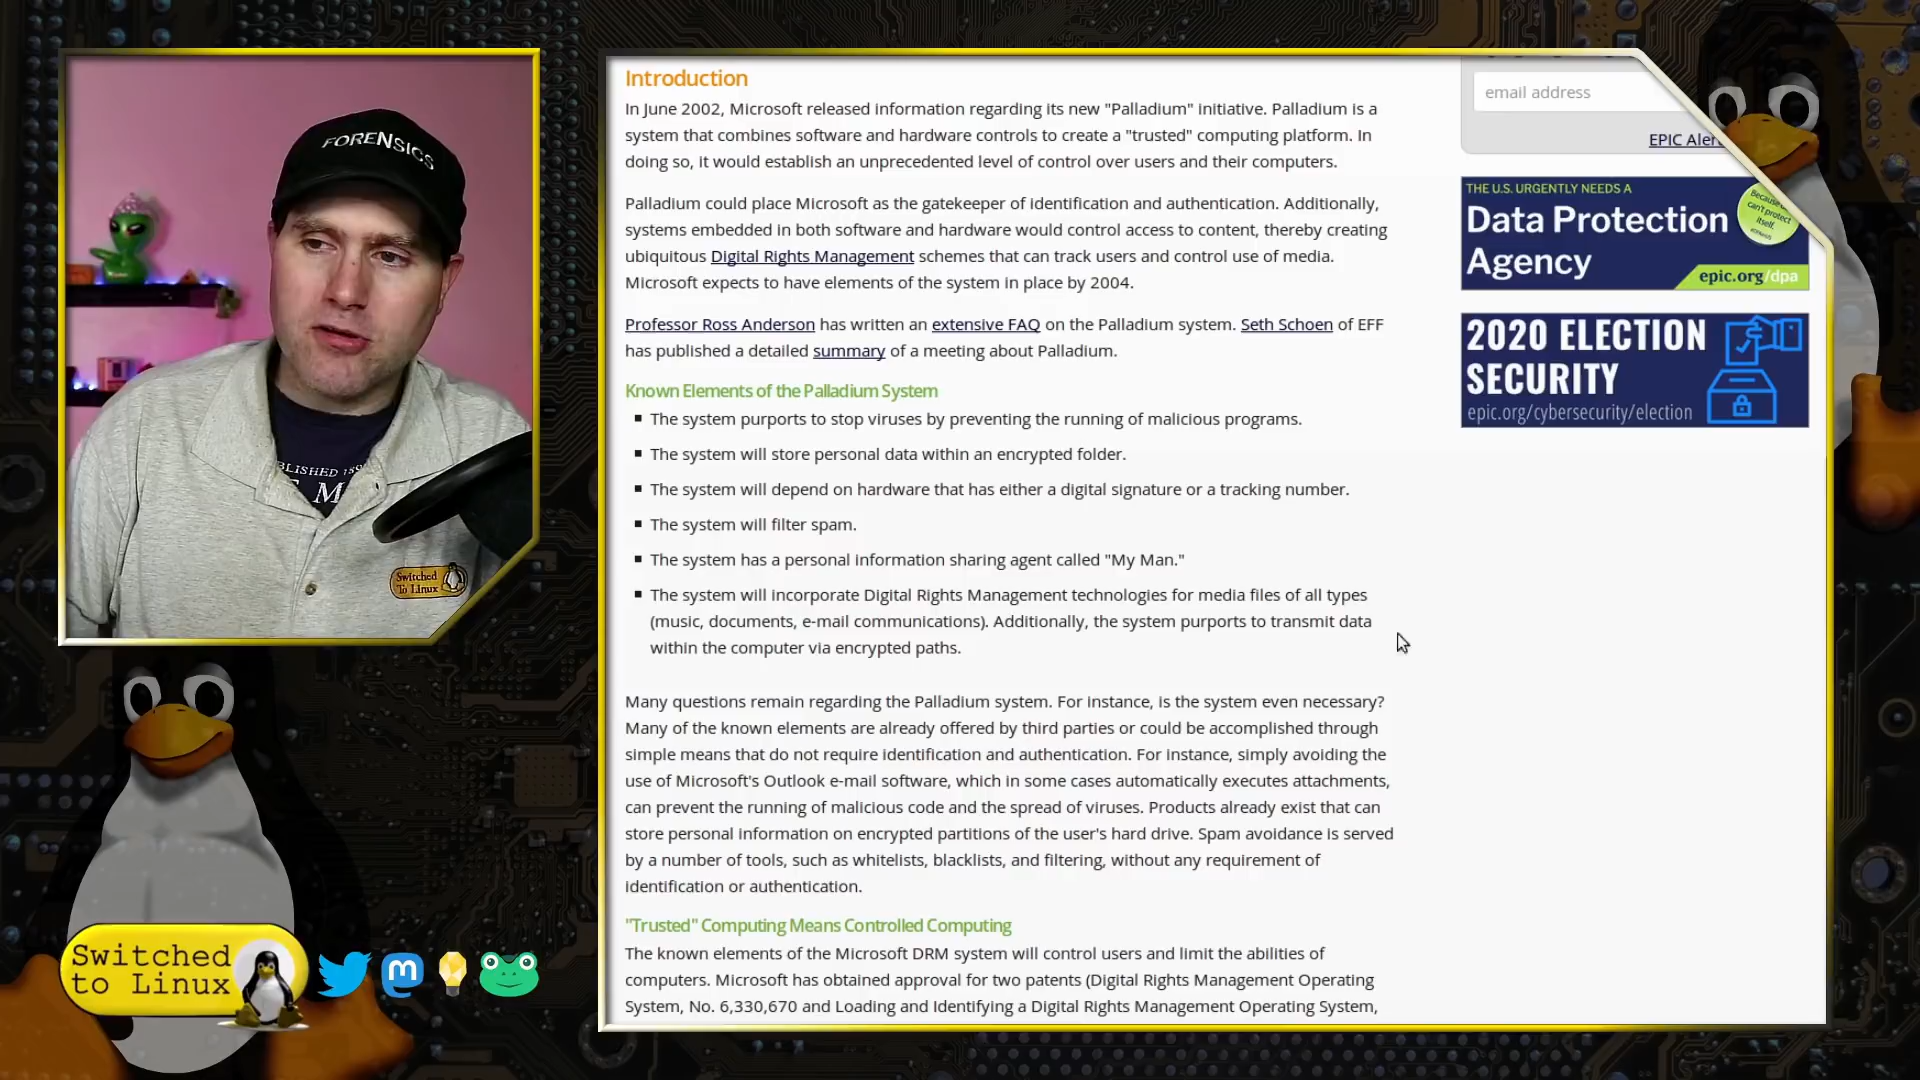 FORENSICS
BLISHED
Switched
To Linux
Introduction
In June 2002, Microsoft released information regarding its new "Palladium" initiative. Palladium is a
system that combines software and hardware controls to create a "trusted" computing platform. In
doing so, it would establish an unprecedented level of control over users and their computers.
Palladium could place Microsoft as the gatekeeper of identification and authentication. Additionally,
systems embedded in both software and hardware would control access to content, thereby creating
ubiquitous Digital Rights Management schemes that can track users and control use of media.
Microsoft expects to have elements of the system in place by 2004.
Professor Ross Anderson has written an extensive FAQ on the Palladium system. Seth Schoen of EFF
has published a detailed summary of a meeting about Palladium.
Known Elements of the Palladium System
The system purports to stop viruses by preventing the running of malicious programs.
The system will store personal data within an encrypted folder.
The system will depend on hardware that has either a digital signature or a tracking number.
The system will filter spam.
The system has a personal information sharing agent called "My Man."
The system will incorporate Digital Rights Management technologies for media files of all types
(music, documents, e-mail communications). Additionally, the system purports to transmit data
within the computer via encrypted paths.
Many questions remain regarding the Palladium system. For instance, is the system even necessary?
Many of the known elements are already offered by third parties or could be accomplished through
simple means that do not require identification and authentication. For instance, simply avoiding the
use of Microsoft's Outlook e-mail software, which in some cases automatically executes attachments,
can prevent the running of malicious code and the spread of viruses. Products already exist that can
store personal information on encrypted partitions of the user's hard drive. Spam avoidance is served
by a number of tools, such as whitelists, blacklists, and filtering, without any requirement of
identification or authentication.
"Trusted" Computing Means Controlled Computing
The known elements of the Microsoft DRM system will control users and limit the abilities of
computers. Microsoft has obtained approval for two patents (Digital Rights Management Operating
System, No. 6,330,670 and Loading and Identifying a Digital Rights Management Operating System,
email address
EPIC Aler
THE U.S. URGENTLY NEEDS A
Data Protection
Agency
Because
can't protect
itself.
epic.org/dpa
2020 ELECTION
SECURITY
epic.org/cybersecurity/election
Switched
to Linux